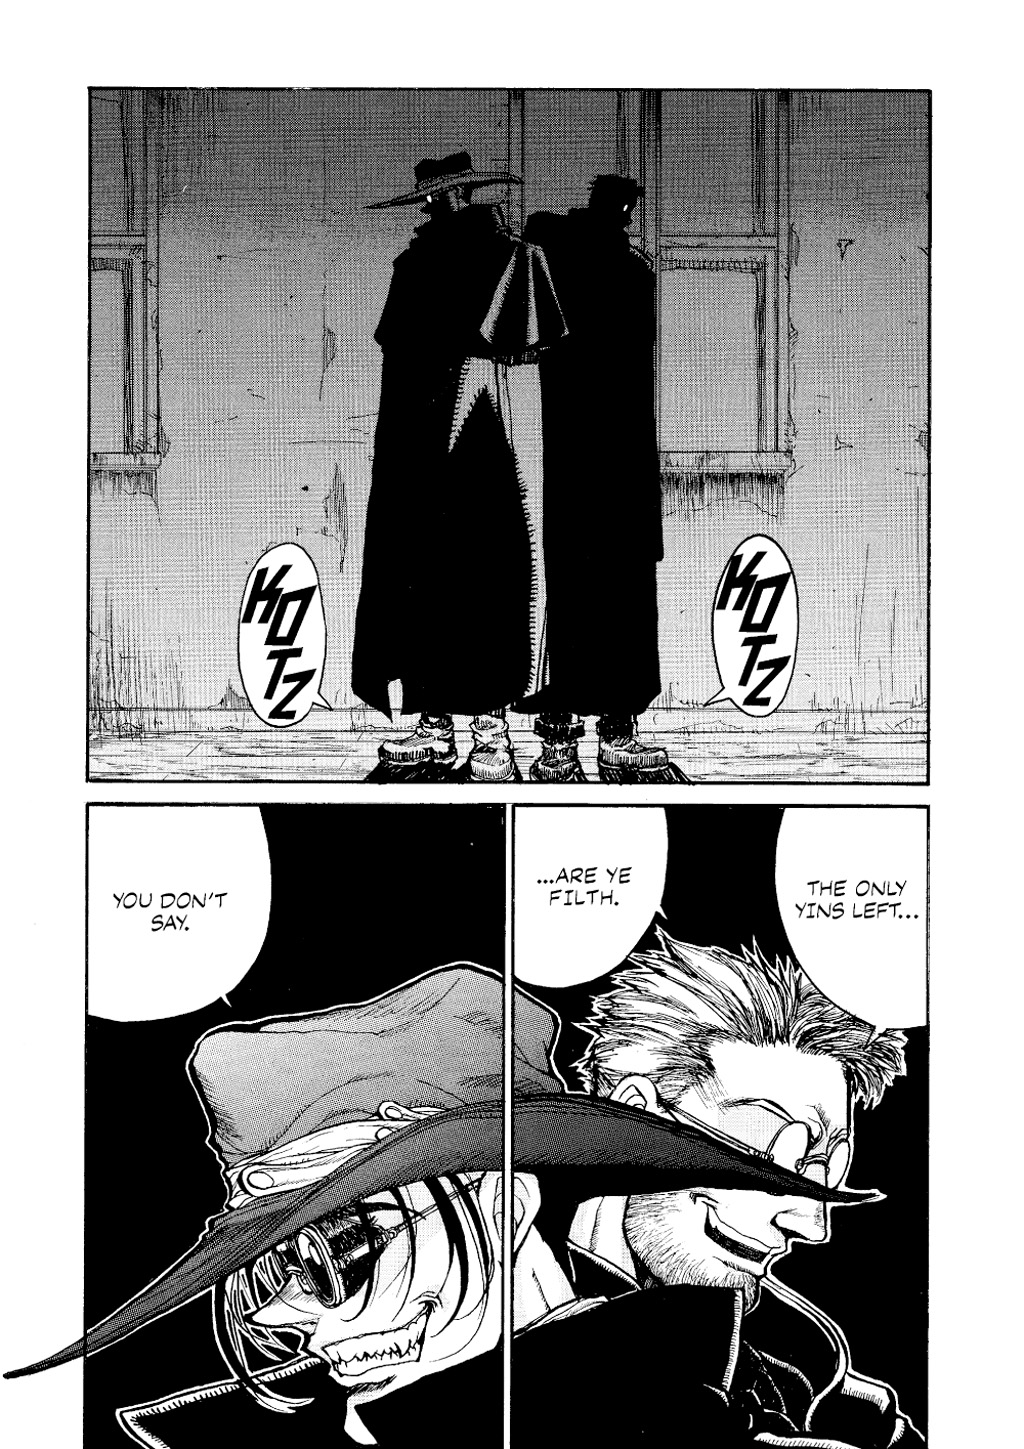 KOTZ
KOTZ
THE ONLY
YINS LEFT...
...ARE YE
FILTH.
YOU DON'T
SAY.